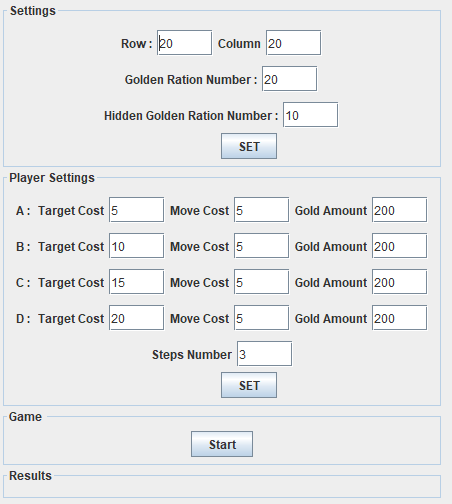 Settings
Row : 20 Column 20
Golden Ration Number : 20
Hidden Golden Ration Number : 10
SET
Player Settings
A : Target Cost 5 Move Cost 5 Gold Amount 200
B : Target Cost 10 Move Cost 5 Gold Amount 200
C : Target Cost 15 Move Cost 5 Gold Amount 200
D : Target Cost 20 Move Cost 5 Gold Amount 200
Steps Number 3
SET
Game
Start
Results